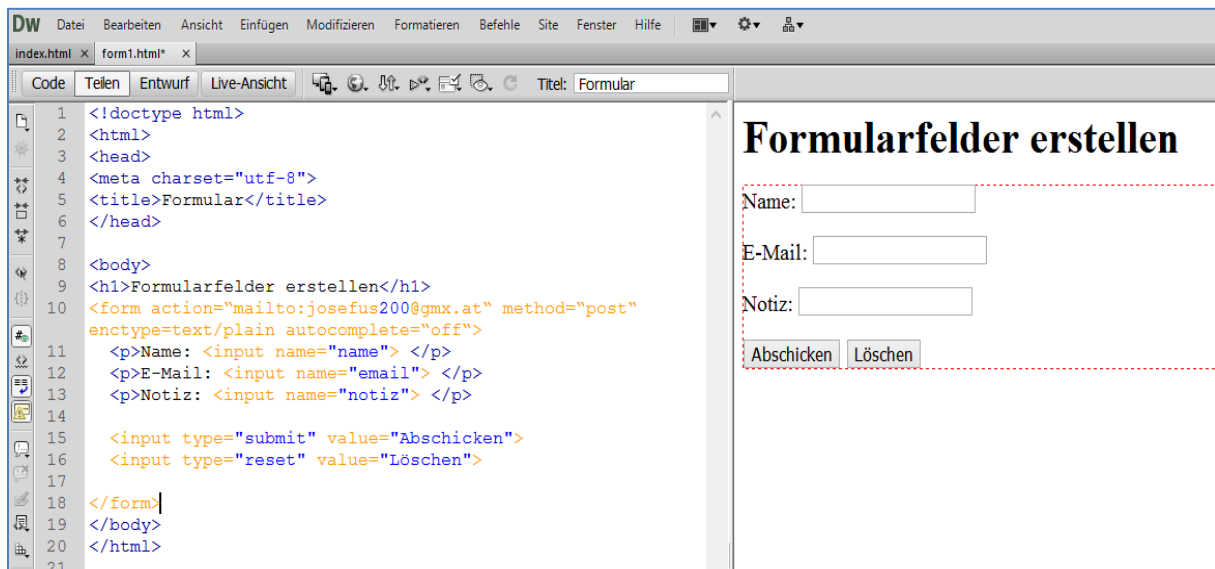 DW Datei Bearbeiten Ansicht Einfügen Modifizieren Formatieren Befehle Site Fenster Hilfe
index.html × form1.html* ×
Code Teilen Entwurf Live-Ansicht Titel: Formular
1 <!doctype html>
2 <html>
3 <head>
4 <meta charset="utf-8">
5 <title>Formular</title>
6 </head>
7
8 <body>
9 <h1>Formularfelder erstellen</h1>
10 <form action=“mailto:josefus200@gmx.at“ method=“post“
enctype=text/plain autocomplete=“off“>
11 <p>Name: <input name="name"> </p>
12 <p>E-Mail: <input name="email"> </p>
13 <p>Notiz: <input name="notiz"> </p>
14
15 <input type="submit" value="Abschicken">
16 <input type="reset" value="Löschen">
17
18 </form>
19 </body>
20 </html>
21
Formularfelder erstellen
Name:
E-Mail:
Notiz:
Abschicken Löschen